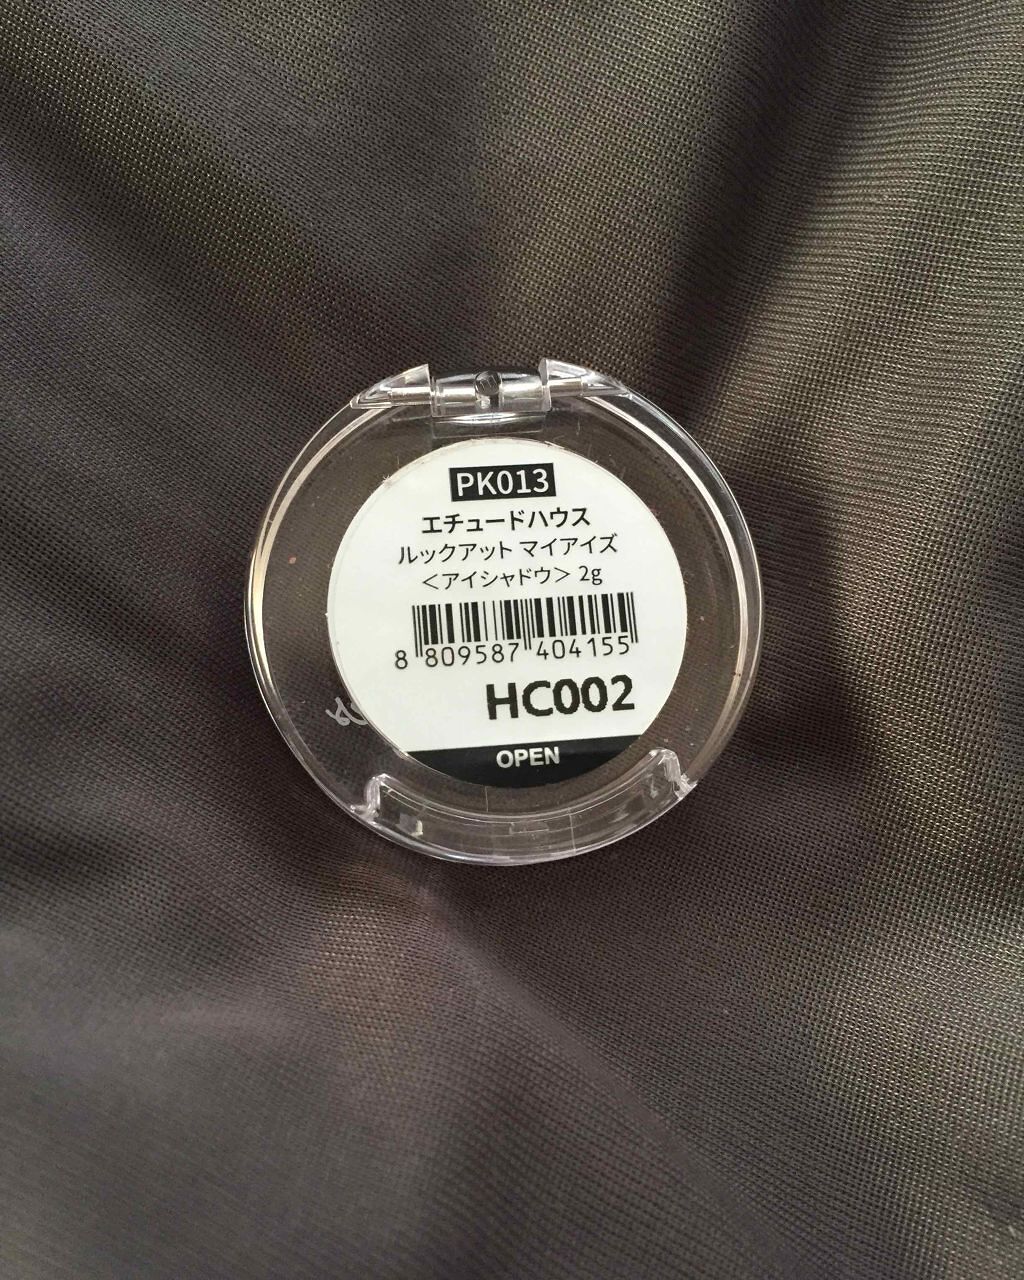 PK013
エチュードハウス
ルックアット マイアイズ
＜アイシャドウ＞ 2g
8 809587 404155
HC002
OPEN